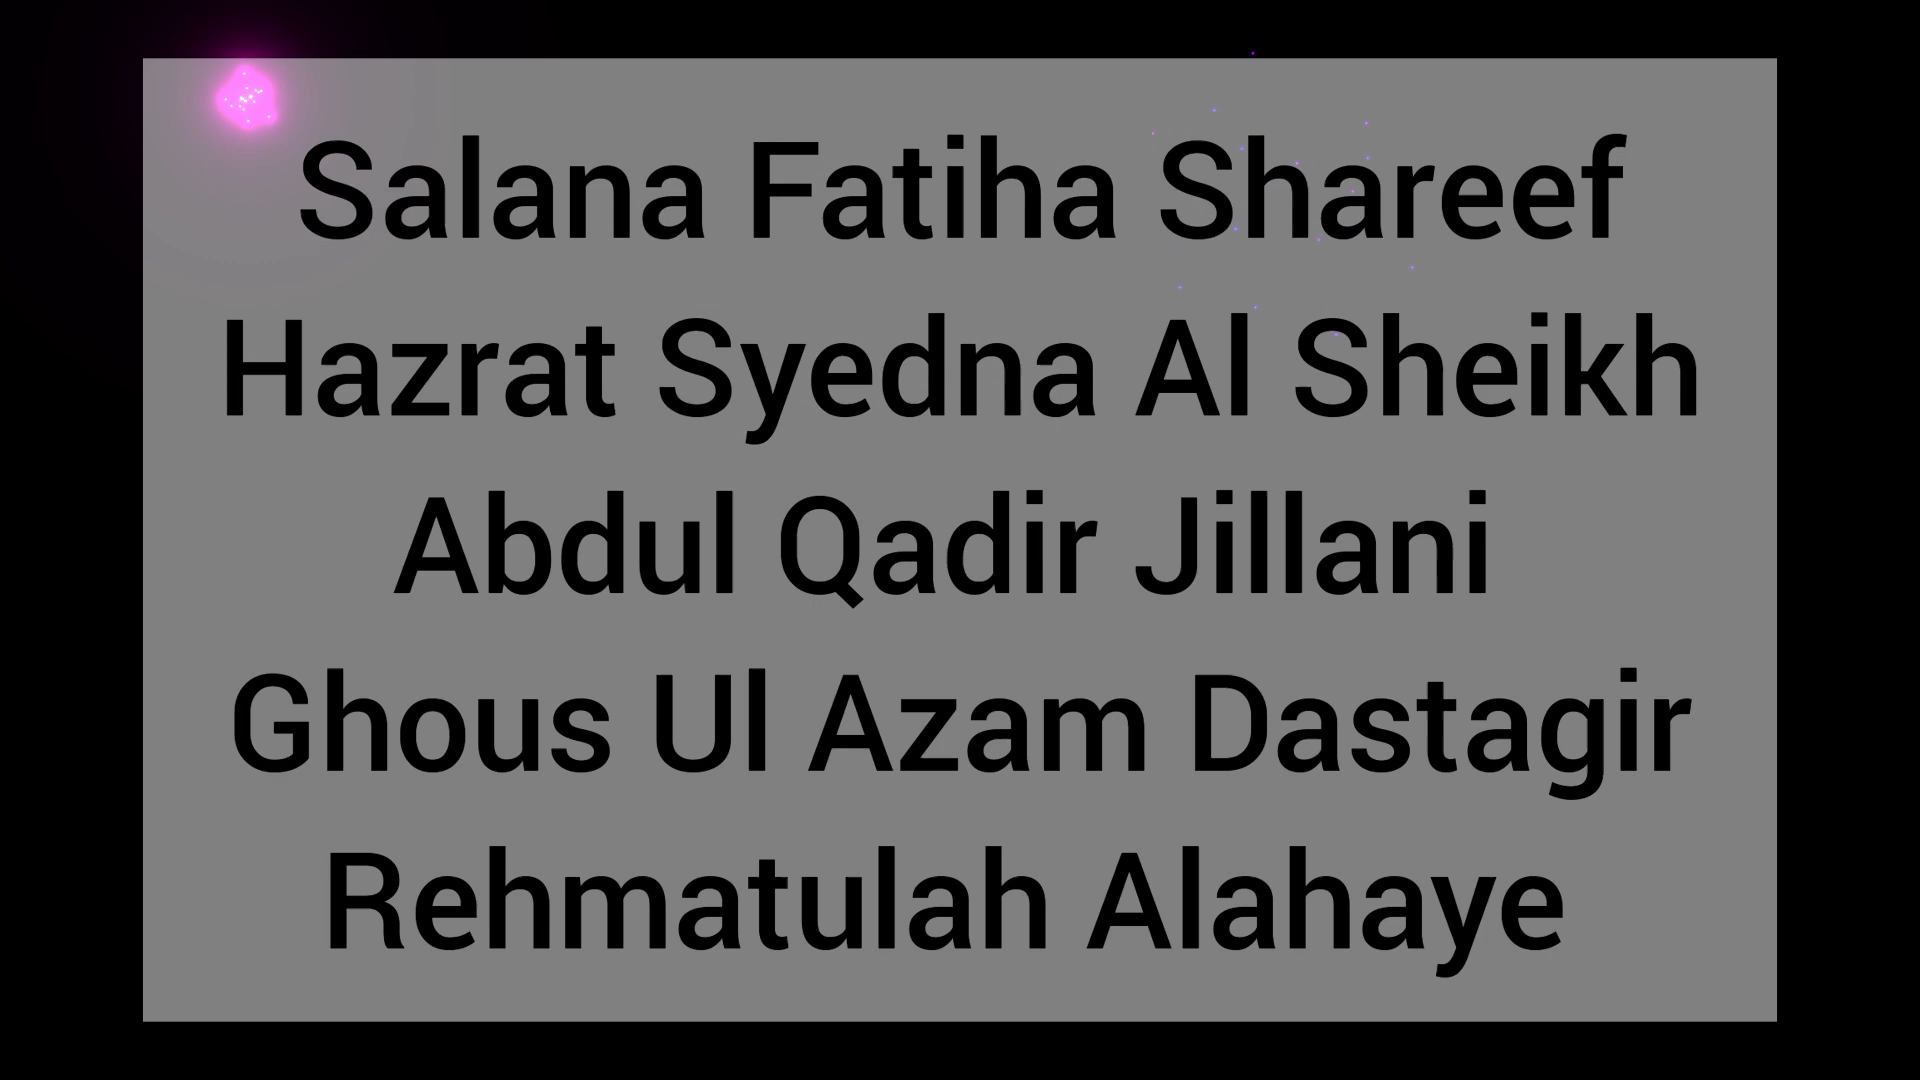 Salana Fatiha Shareef
Hazrat Syedna Al Sheikh
Abdul Qadir Jillani
Ghous Ul Azam Dastagir
Rehmatulah Alahaye